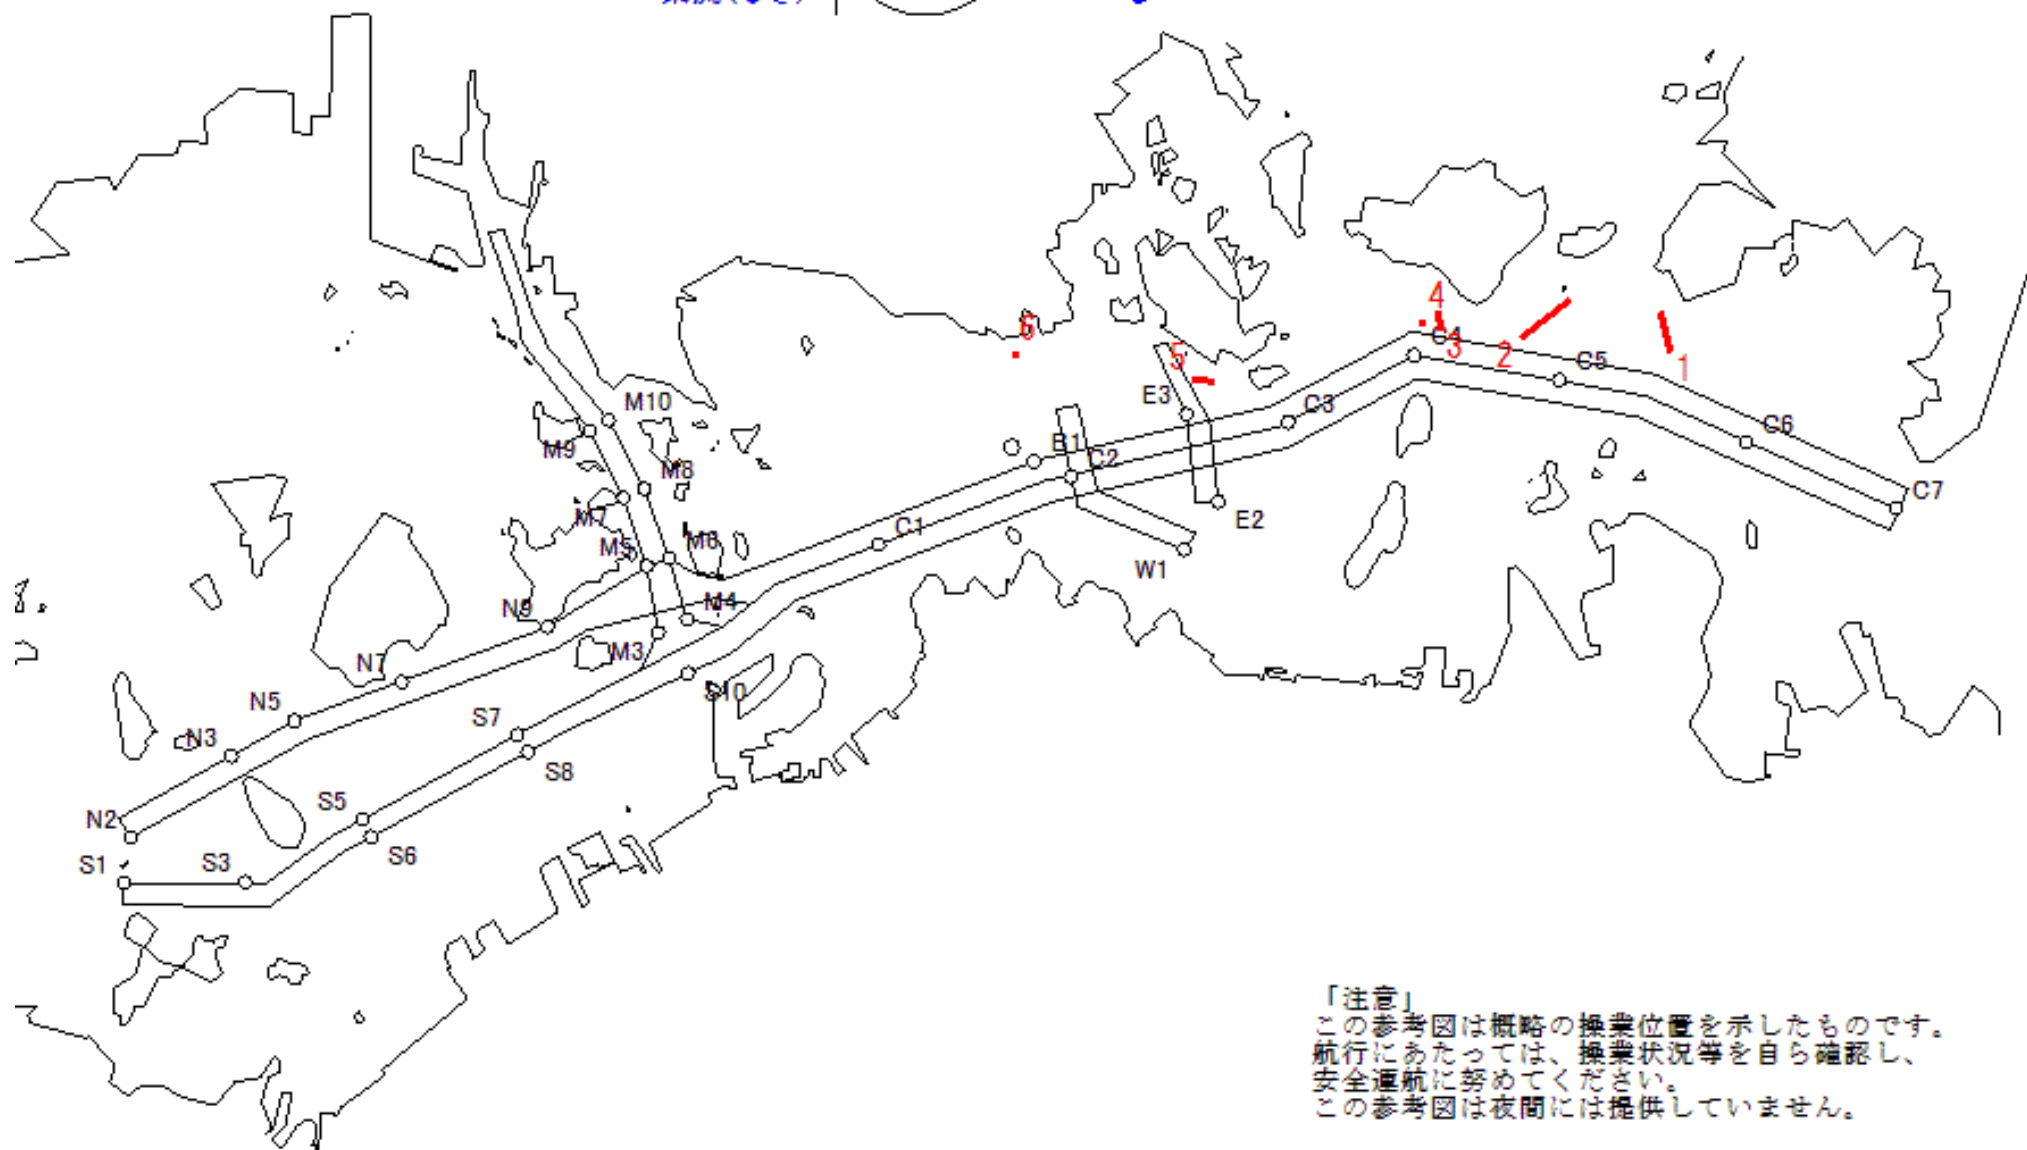 4
6
C4
3
2
5
C5
1
M10
E3
C3
C6
M9
B1
M8
C2
C7
M7
E2
C1
M5
M6
W1
N9
M4
M3
N7
S10
N5
S7
N3
S8
S5
N2
S6
S1
S3
「注意」
この参考図は概略の操業位置を示したものです。
航行にあたっては、操業状況等を自ら確認し、
安全運航に努めてください。
この参考図は夜間には提供していません。